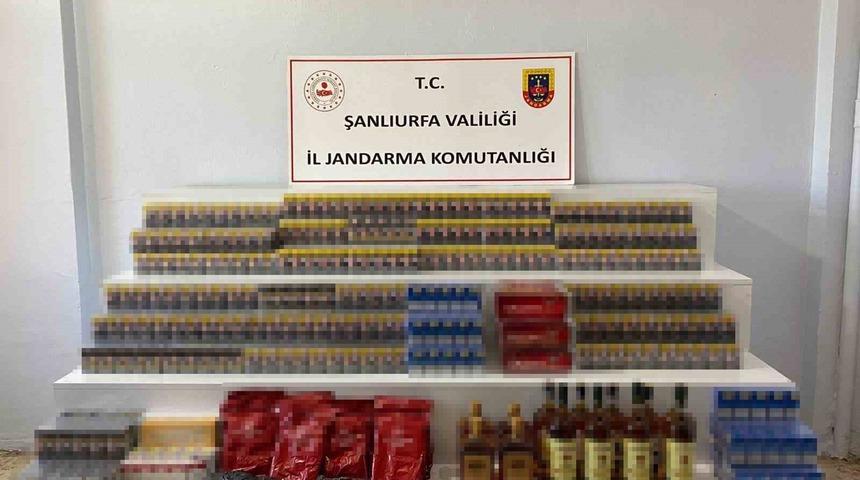 T.C.
ŞANLIURFA VALİLİĞİ
İL JANDARMA KOMUTANLIĞI